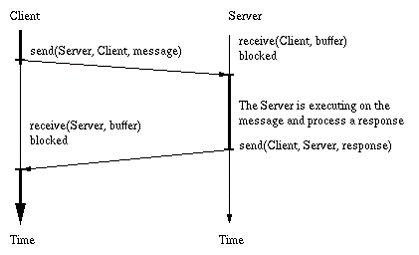 Client
Server
send(Server, Client, message)
receive(Client, buffer)
blocked
The Server is executing on the
message and process a response
receive(Server, buffer)
blocked
send(Client, Server, response)
Time
Time